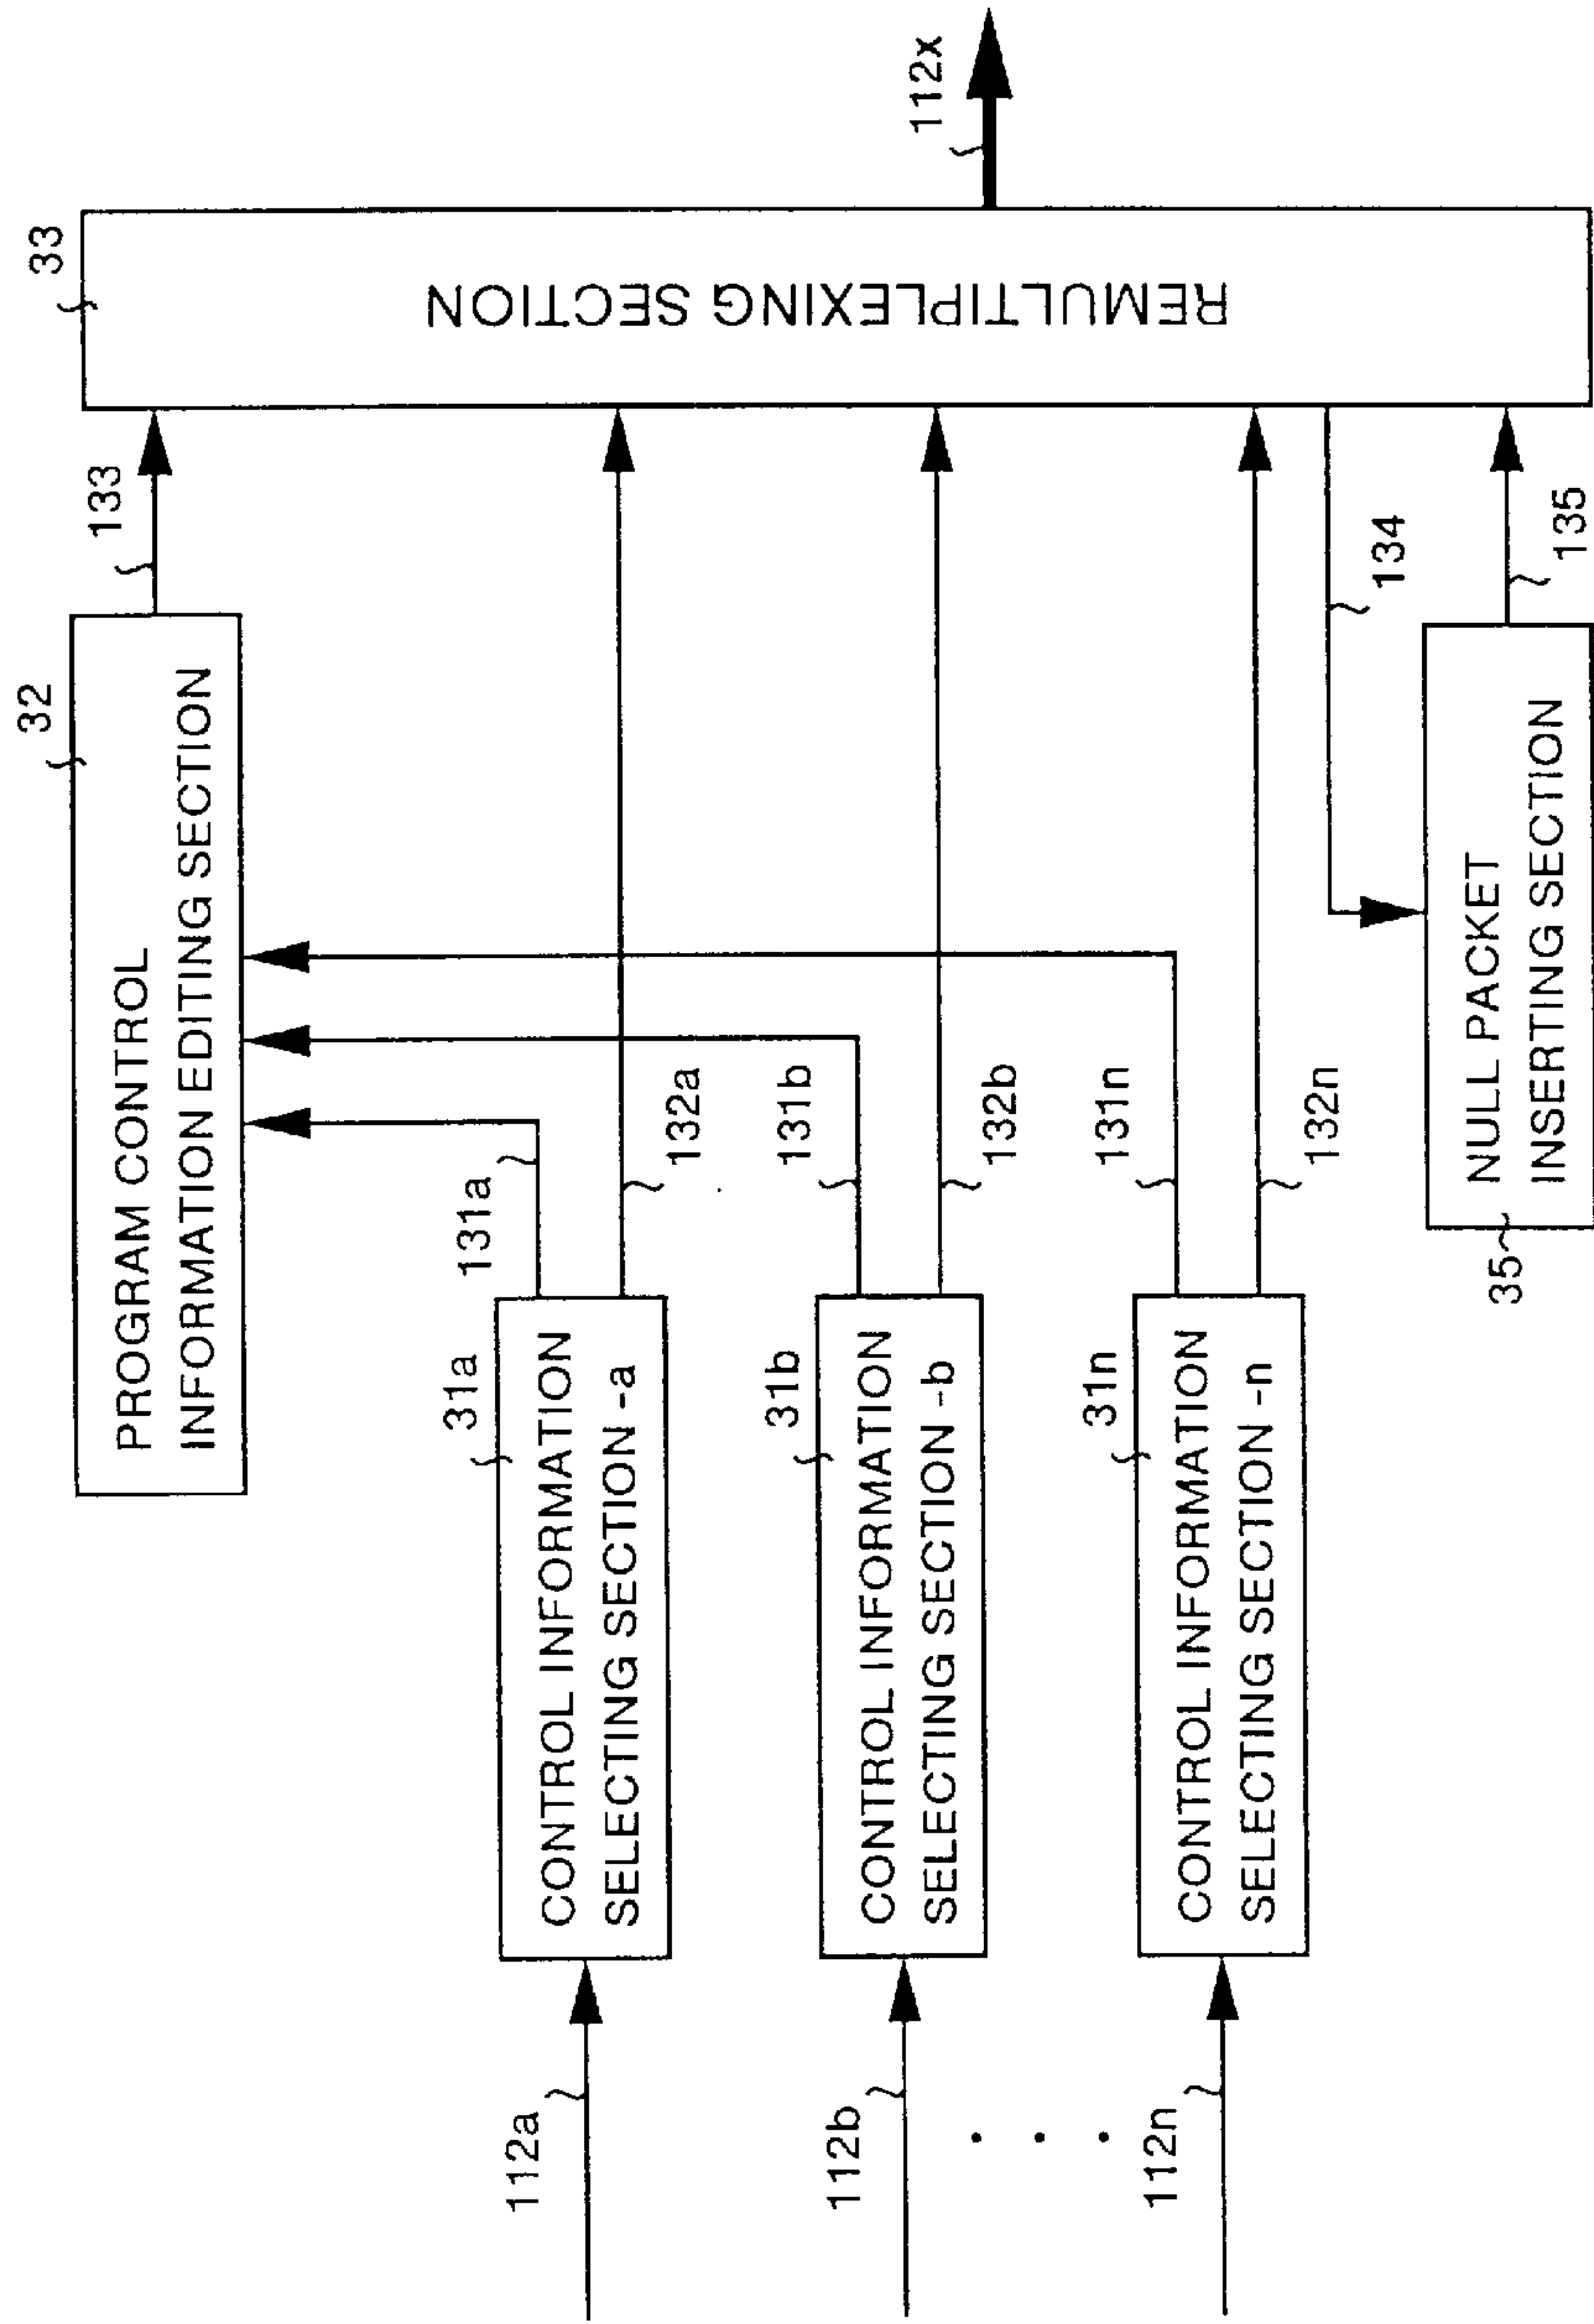 32
PROGRAM CONTROL
INFORMATION EDITING SECTION
133
33
REMULTIPLEXING SECTION
112x
112a
31a
CONTROL INFORMATION
SELECTING SECTION -a
131a
132a
112b
31b
CONTROL INFORMATION
SELECTING SECTION -b
131b
132b
112n
31n
CONTROL INFORMATION
SELECTING SECTION -n
131n
132n
134
35
NULL PACKET
INSERTING SECTION
135